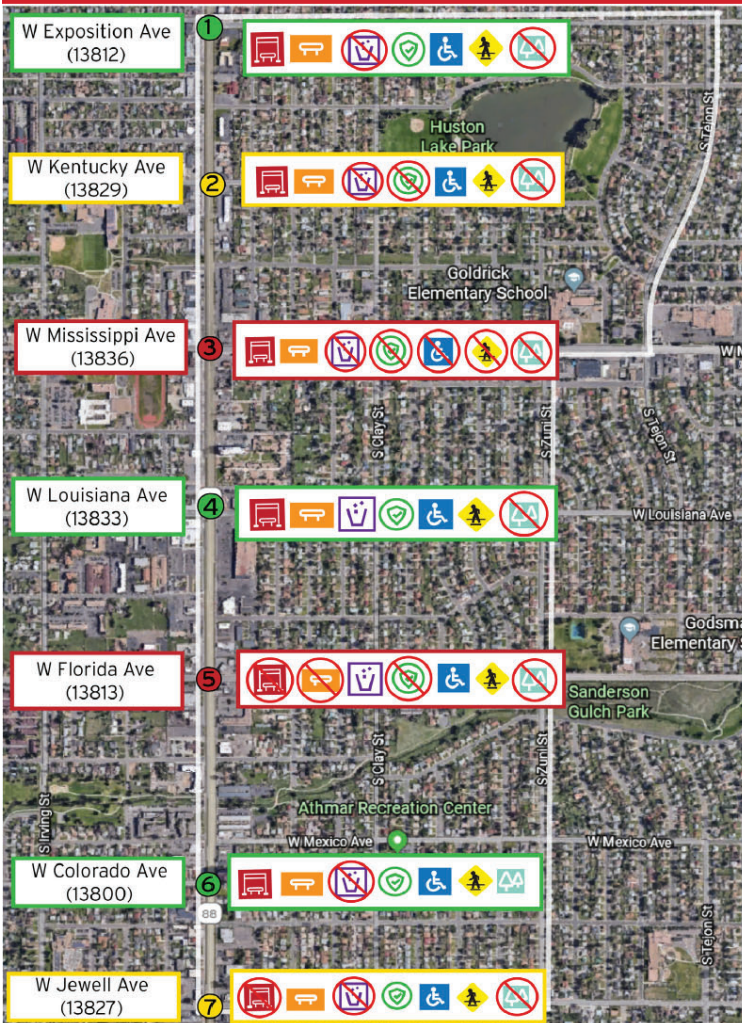 W Exposition Ave
(13812)
1
Huston
Lake Park
S Tejon St
W Kentucky Ave
(13829)
2
Goldrick
Elementary School
W Mississippi Ave
(13836)
3
W M
S Clay St
S Zuni St
S Tejon St
W Louisiana Ave
(13833)
4
W Louisiana Ave
Godsma
Elementary S
W Florida Ave
(13813)
5
Sanderson
Gulch Park
S Clay St
S Zuni St
S Irving St
Athmar Recreation Center
W Mexico Ave
W Mexico Ave
W Colorado Ave
(13800)
6
88
S Tejon St
W Jewell Ave
(13827)
7